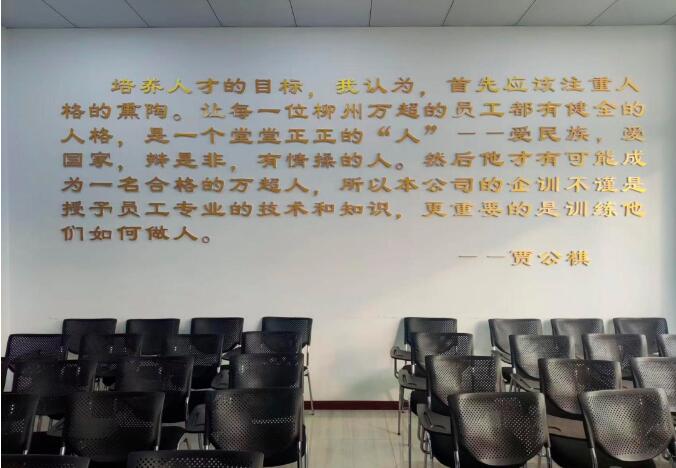 培养人才的目标，我认为，首先应该注重人
格的熏陶。让每一位柳州万超的员工都有健全的
人格，是一个堂堂正正的“人”－－爱民族，爱
国家，辩是非，有情操的人。然后他才有可能成
为一名合格的万超人，所以本公司的企训不谨是
授予员工专业的技术和知识，更重要的是训练他
们如何做人。
－－贾公祺